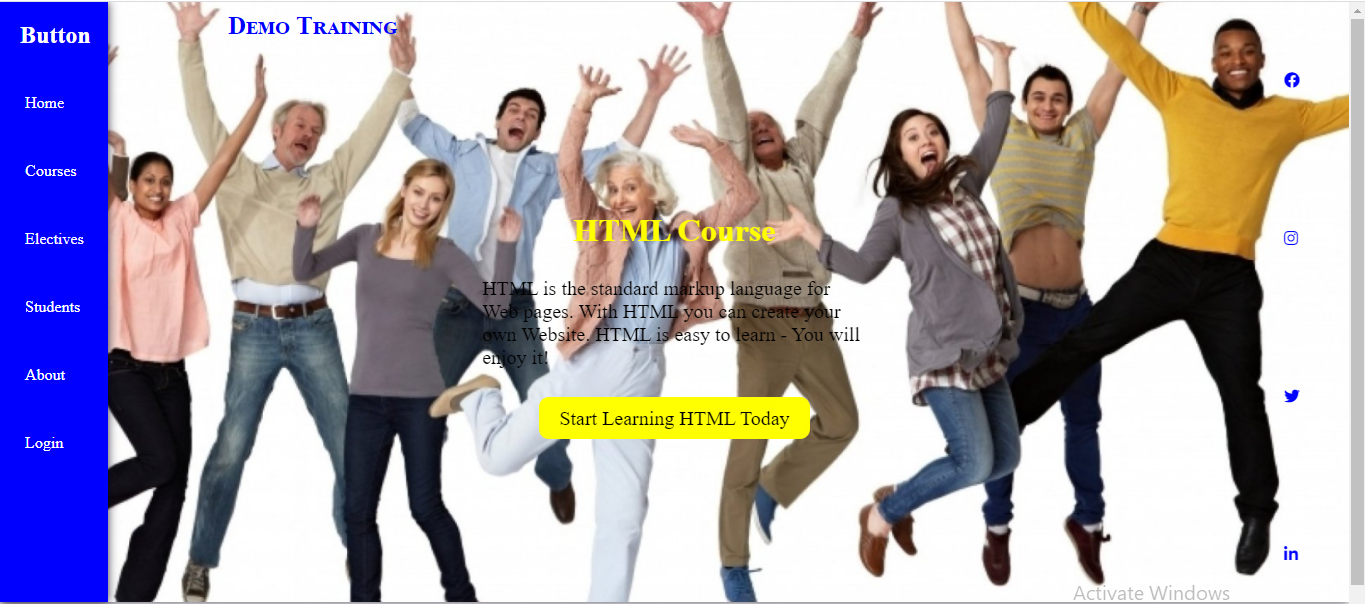 Button
Home
Courses
Electives
Students
About
Login
Demo Training
HTML Course
HTML is the standard markup language for
Web pages. With HTML you can create your
own Website. HTML is easy to learn - You will
enjoy it!
Start Learning HTML Today
in
Activate Windows